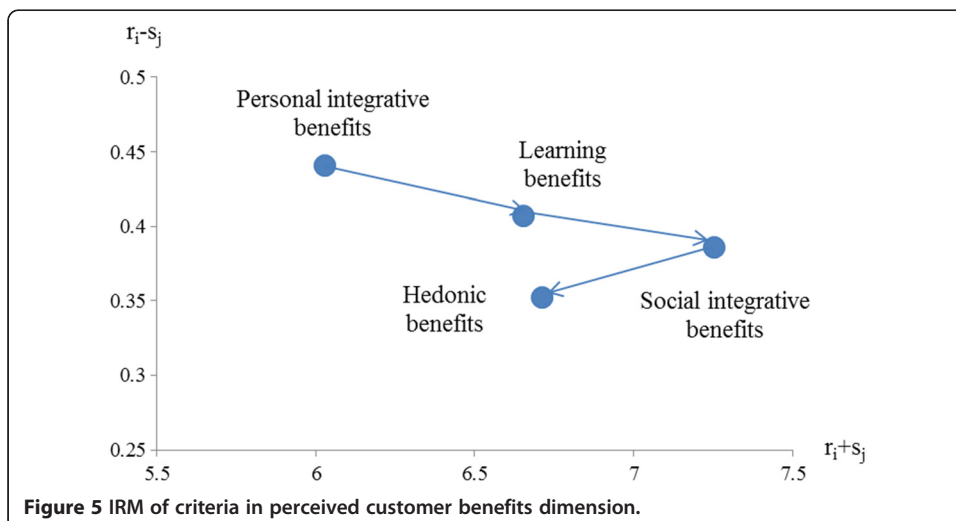 rᵢ-sⱼ
0.5
Personal integrative
benefits
0.45
Learning
benefits
0.4
Hedonic
benefits
0.35
Social integrative
benefits
0.3
0.25
5.5 6 6.5 7 7.5
rᵢ+sⱼ
Figure 5 IRM of criteria in perceived customer benefits dimension.